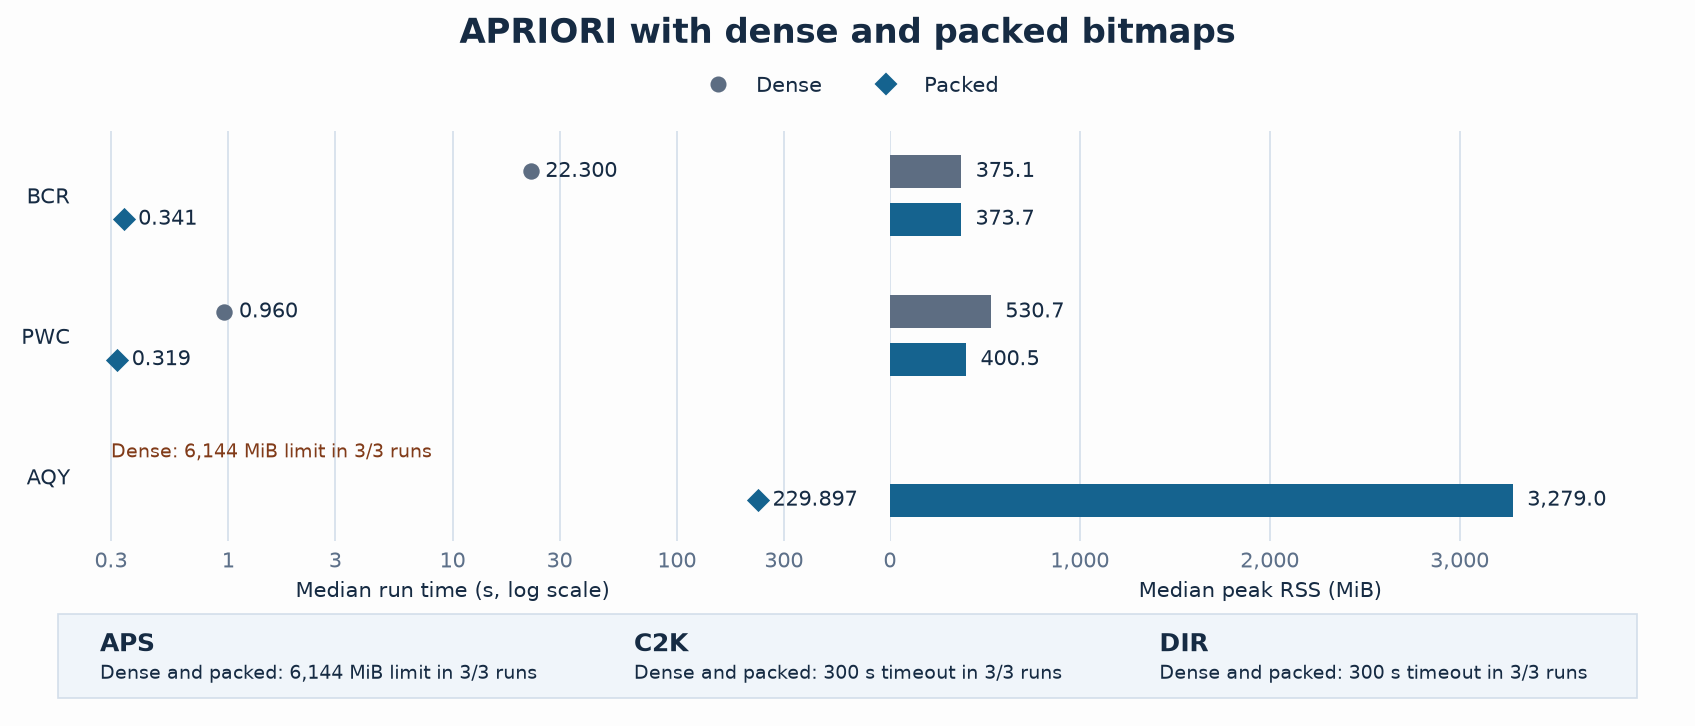 APRIORI with dense and packed bitmaps
Dense
Packed
BCR
22.300
0.341
375.1
373.7
PWC
0.960
0.319
530.7
400.5
AQY
Dense: 6,144 MiB limit in 3/3 runs
229.897
3,279.0
0.3 1 3 10 30 100 300
0 1,000 2,000 3,000
Median run time (s, log scale)
Median peak RSS (MiB)
APS
Dense and packed: 6,144 MiB limit in 3/3 runs
C2K
Dense and packed: 300 s timeout in 3/3 runs
DIR
Dense and packed: 300 s timeout in 3/3 runs